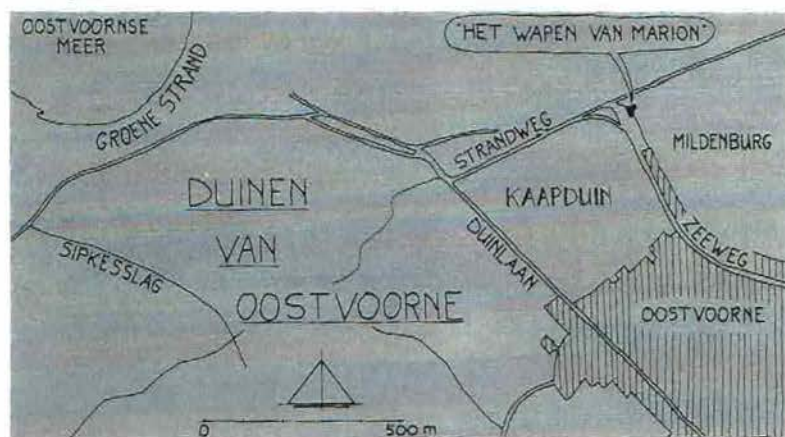 OOSTVOORNSE
MEER
GROENE STRAND
"HET WAPEN VAN MARION"
STRANDWEG
MILDENBURG
DUINEN
VAN
OOSTVOORNE
KAAPDUIN
SIPKESSLAG
DUINLAAN
ZEEWEG
OOSTVOORNE
0 500 m